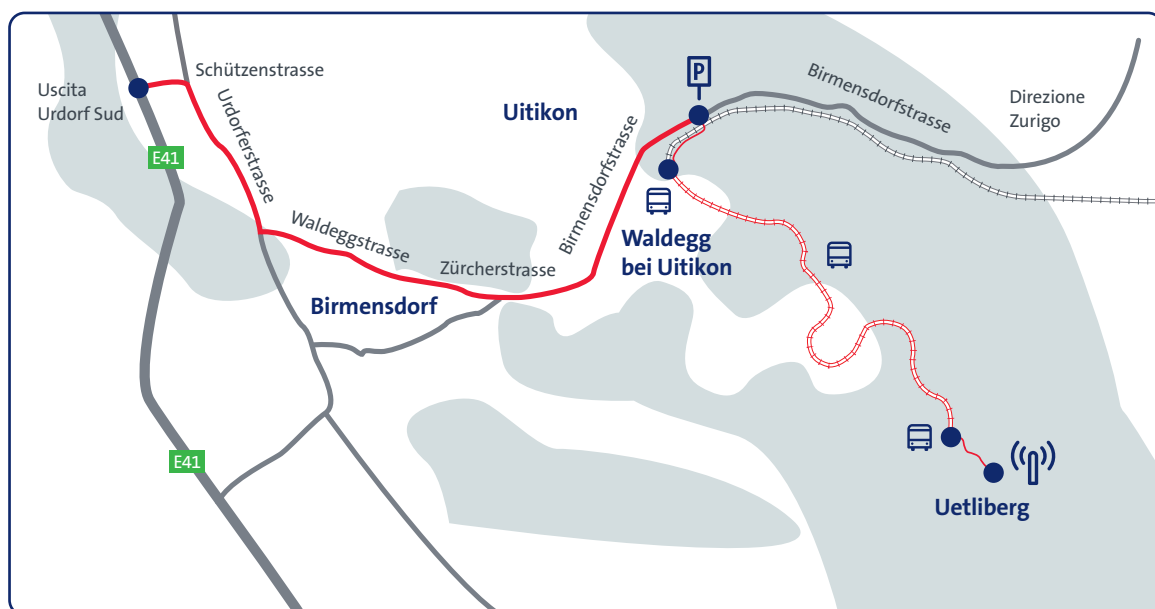 Uscita
Urdorf Sud
Schützenstrasse
Urdorferstrasse
E41
Uitikon
P
Birmensdorfstrasse
Direzione
Zurigo
Waldeggstrasse
Zürcherstrasse
Birmensdorfstrasse
Waldegg
bei Uitikon
Birmensdorf
E41
Uetliberg